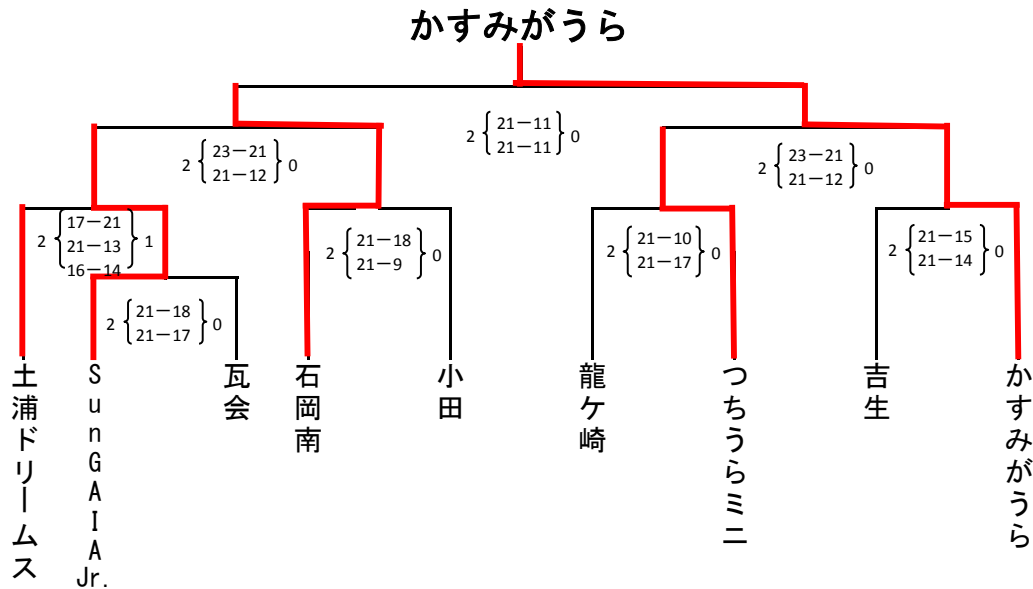 かすみがうら
2 { 21－11 } 0
21－11
2 { 23－21 } 0
21－12
2 { 23－21 } 0
21－12
2 { 17－21 } 1
21－13
16－14
2 { 21－18 } 0
21－9
2 { 21－10 } 0
21－17
2 { 21－15 } 0
21－14
2 { 21－18 } 0
21－17
土浦ドリームス
SunGAIAJr.
瓦会
石岡南
小田
龍ケ崎
つちうらミニ
吉生
かすみがうら